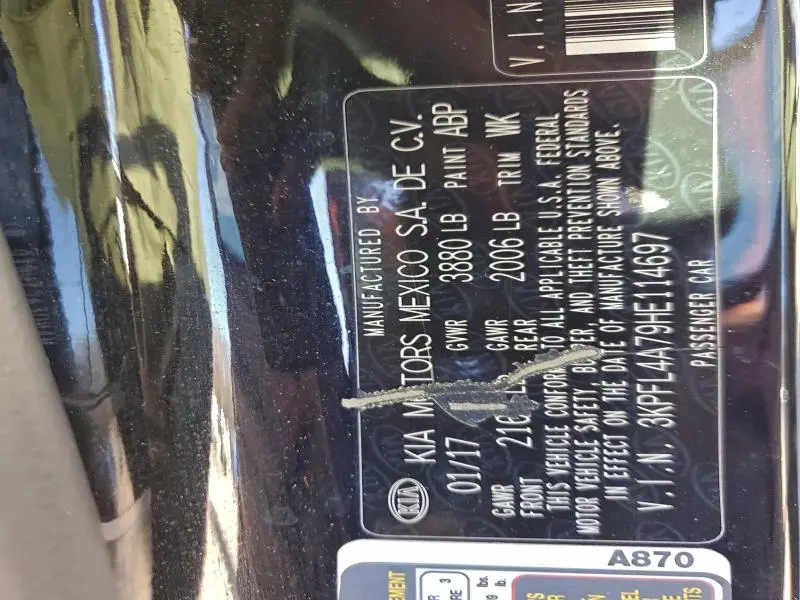 V.I.N
MANUFACTURED BY
KIA KIA MOTORS MEXICO S.A. DE C.V.
01/17 GVWR 3880 LB PAINT ABP
GAWR FRONT GAWR REAR 2006 LB TRIM WK
THIS VEHICLE CONFORMS TO ALL APPLICABLE U.S.A. FEDERAL
MOTOR VEHICLE SAFETY, BUMPER, AND THEFT PREVENTION STANDARDS
IN EFFECT ON THE DATE OF MANUFACTURE SHOWN ABOVE.
V.I.N. 3KPFL4A79HE114697
PASSENGER CAR
A870